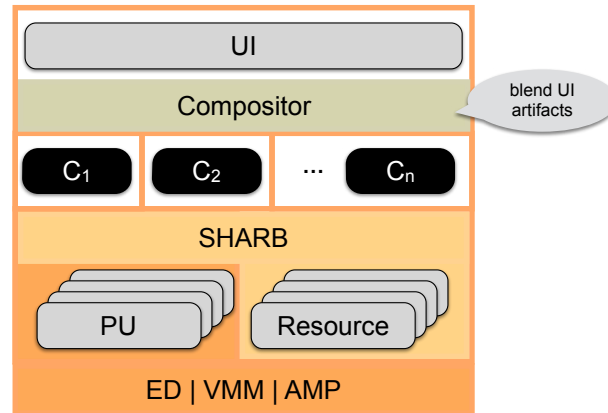 UI
Compositor
blend UI
artifacts
C₁
C₂
...
Cₙ
SHARB
PU
Resource
ED | VMM | AMP